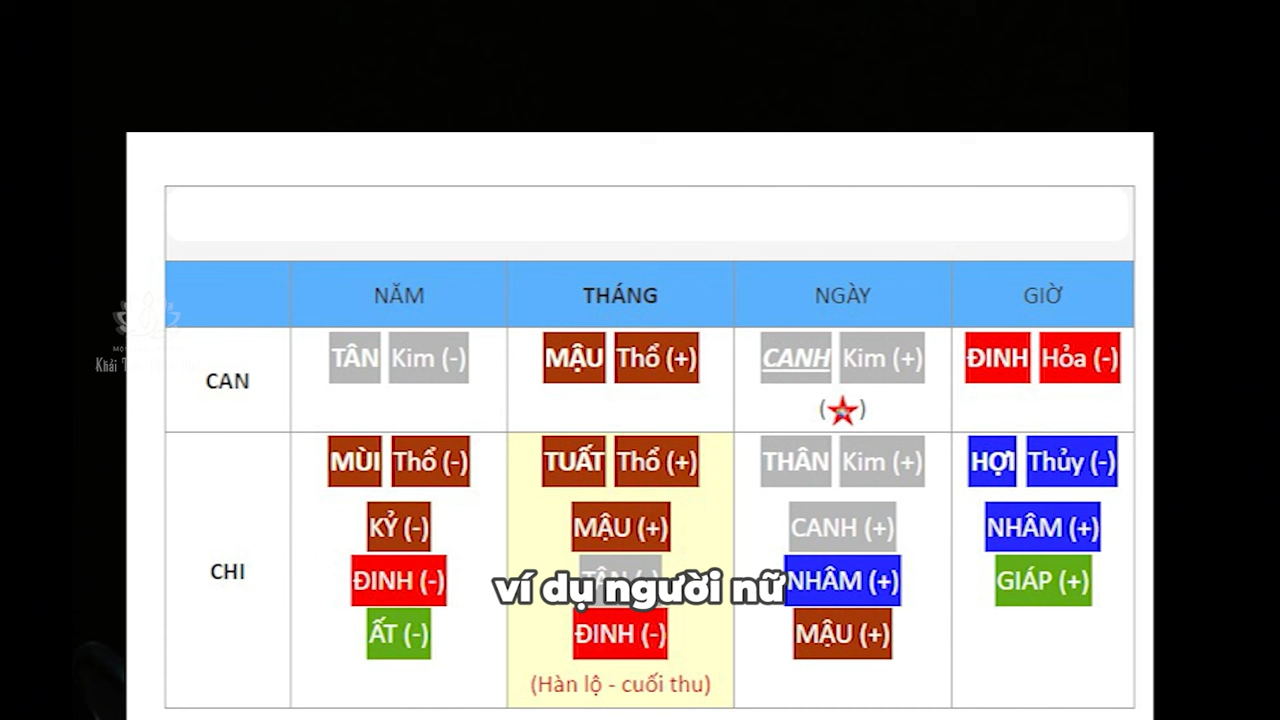 NĂM THÁNG NGÀY GIỜ
CAN
TÂN Kim (-) MẬU Thổ (+) CANH Kim (+) ĐINH Hỏa (-)
( )
CHI
MÙI Thổ (-) TUẤT Thổ (+) THÂN Kim (+) HỢI Thủy (-)
KỶ (-) MẬU (+) CANH (+) NHÂM (+)
ĐINH (-) TÂN (-) NHÂM (+) GIÁP (+)
ẤT (-) ĐINH (-) MẬU (+)
(Hàn lộ - cuối thu)
ví dụ người nữ
Khải